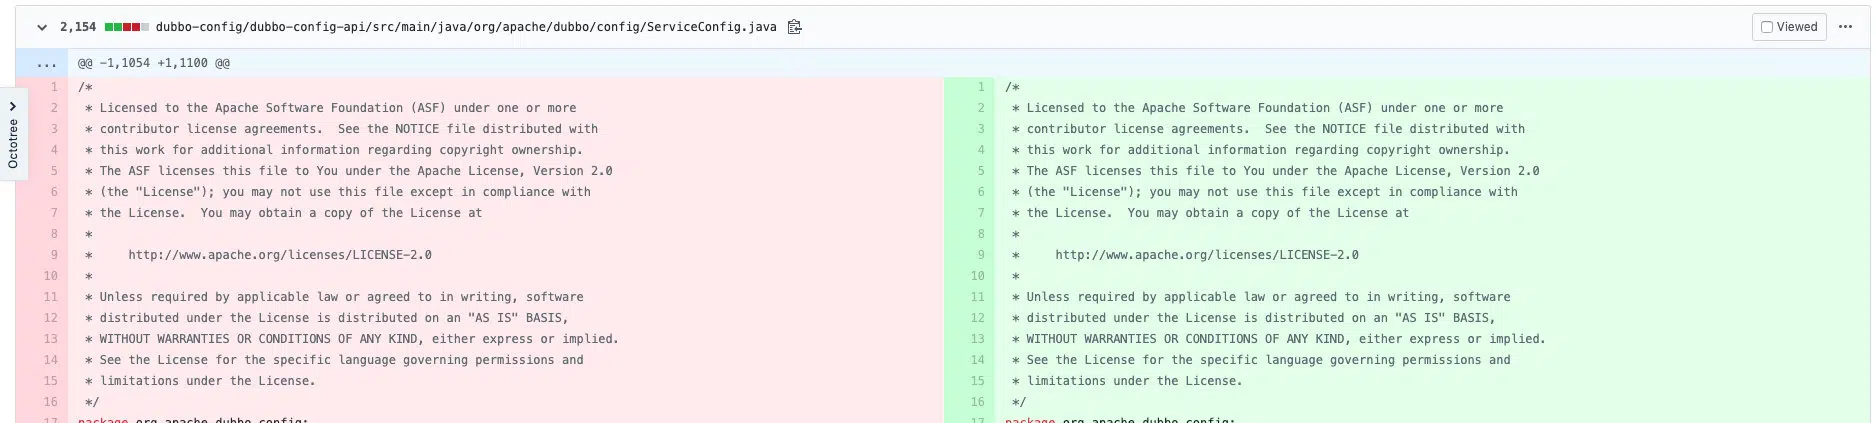 2,154 dubbo-config/dubbo-config-api/src/main/java/org/apache/dubbo/config/ServiceConfig.java Viewed ...
... @@ -1,1054 +1,1100 @@
Octotree
1 /*
2  * Licensed to the Apache Software Foundation (ASF) under one or more
3  * contributor license agreements.  See the NOTICE file distributed with
4  * this work for additional information regarding copyright ownership.
5  * The ASF licenses this file to You under the Apache License, Version 2.0
6  * (the "License"); you may not use this file except in compliance with
7  * the License.  You may obtain a copy of the License at
8  *
9  *     http://www.apache.org/licenses/LICENSE-2.0
10  *
11  * Unless required by applicable law or agreed to in writing, software
12  * distributed under the License is distributed on an "AS IS" BASIS,
13  * WITHOUT WARRANTIES OR CONDITIONS OF ANY KIND, either express or implied.
14  * See the License for the specific language governing permissions and
15  * limitations under the License.
16  */
17 package org.apache.dubbo.config;
1 /*
2  * Licensed to the Apache Software Foundation (ASF) under one or more
3  * contributor license agreements.  See the NOTICE file distributed with
4  * this work for additional information regarding copyright ownership.
5  * The ASF licenses this file to You under the Apache License, Version 2.0
6  * (the "License"); you may not use this file except in compliance with
7  * the License.  You may obtain a copy of the License at
8  *
9  *     http://www.apache.org/licenses/LICENSE-2.0
10  *
11  * Unless required by applicable law or agreed to in writing, software
12  * distributed under the License is distributed on an "AS IS" BASIS,
13  * WITHOUT WARRANTIES OR CONDITIONS OF ANY KIND, either express or implied.
14  * See the License for the specific language governing permissions and
15  * limitations under the License.
16  */
17 package org.apache.dubbo.config;